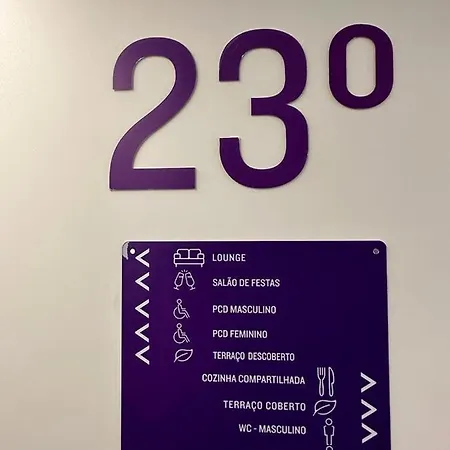 23º
LOUNGE
SALÃO DE FESTAS
PCD MASCULINO
PCD FEMININO
TERRAÇO DESCOBERTO
COZINHA COMPARTILHADA
TERRAÇO COBERTO
WC - MASCULINO